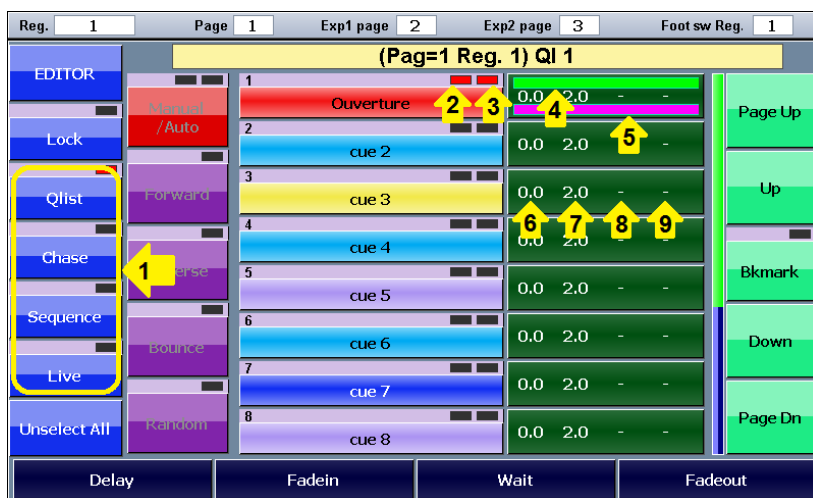 Reg. 1 Page 1 Exp1 page 2 Exp2 page 3 Foot sw Reg. 1
(Pag=1 Reg. 1) Ql 1
EDITOR
Lock
Qlist
Chase
Sequence
Live
Unselect All
1
Manual
/Auto
Forward
Bounce
Random
1
Ouverture
2
cue 2
3
cue 3
4
cue 4
5
cue 5
6
cue 6
7
cue 7
8
cue 8
2 3
0.0 2.0 - -
4
5
0.0 2.0 - -
0.0 2.0 - -
6 7 8 9
0.0 2.0 - -
0.0 2.0 - -
0.0 2.0 - -
0.0 2.0 - -
0.0 2.0 - -
Page Up
Up
Bkmark
Down
Page Dn
Delay Fadein Wait Fadeout